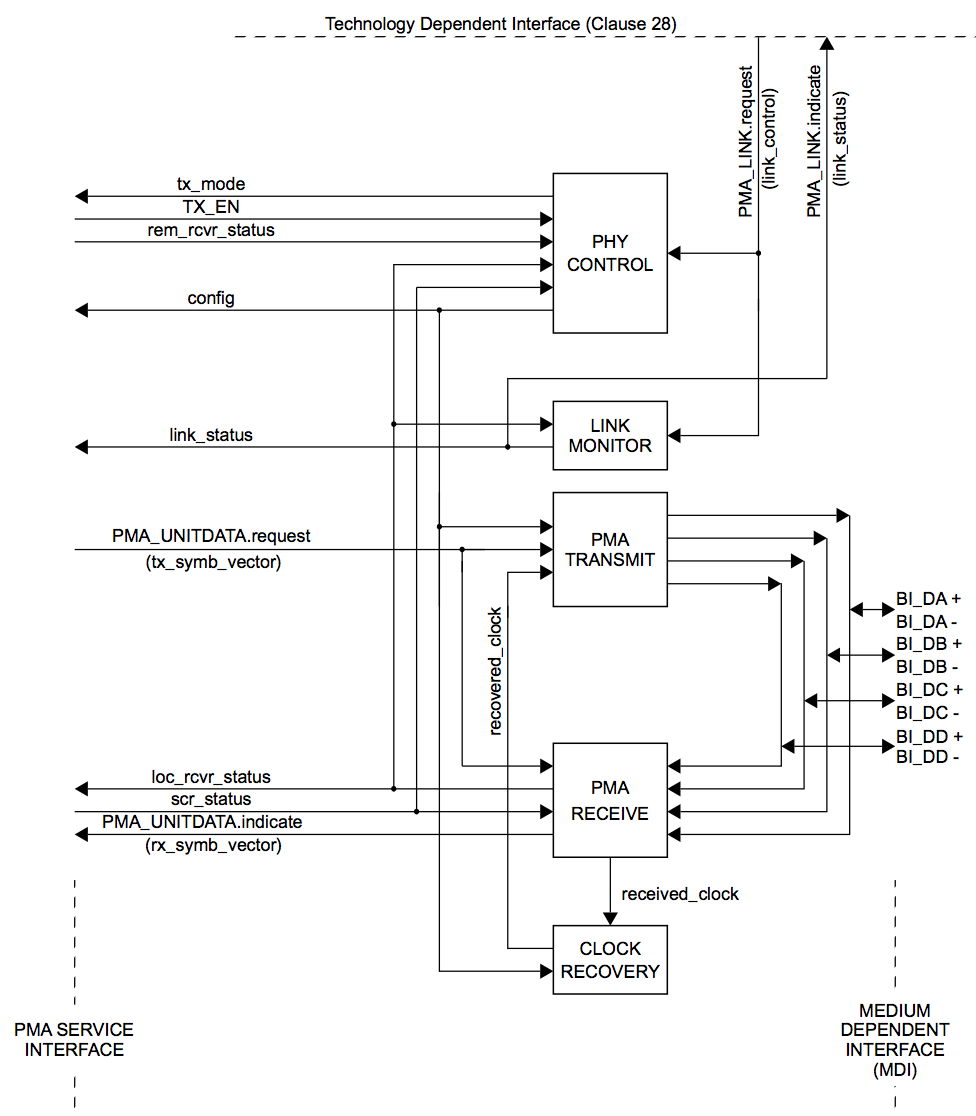 Technology Dependent Interface (Clause 28)
PMA_LINK.request
(link_control)
PMA_LINK.indicate
(link_status)
tx_mode
TX_EN
rem_rcvr_status
PHY
CONTROL
config
LINK
MONITOR
link_status
PMA_UNITDATA.request
(tx_symb_vector)
PMA
TRANSMIT
recovered_clock
BI_DA +
BI_DA -
BI_DB +
BI_DB -
BI_DC +
BI_DC -
BI_DD +
BI_DD -
loc_rcvr_status
scr_status
PMA_UNITDATA.indicate
(rx_symb_vector)
PMA
RECEIVE
received_clock
CLOCK
RECOVERY
PMA SERVICE
INTERFACE
MEDIUM
DEPENDENT
INTERFACE
(MDI)